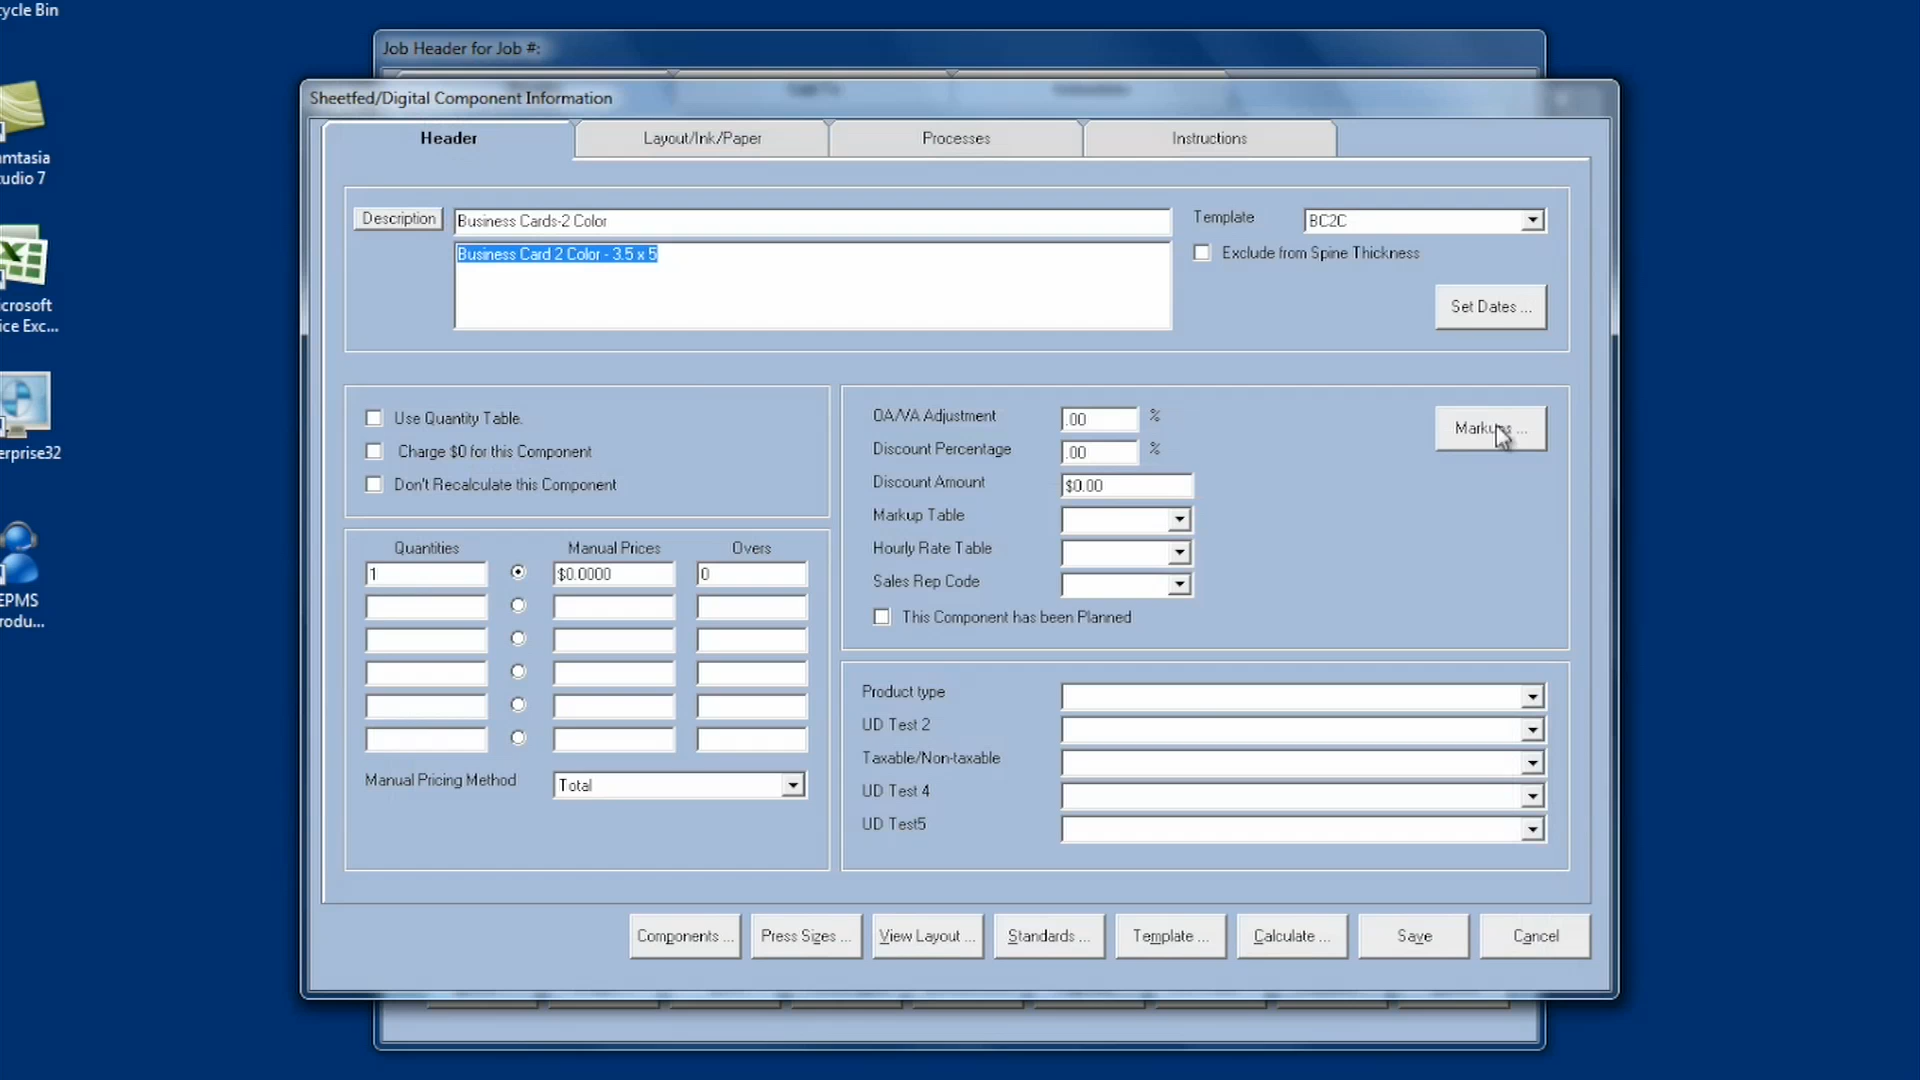 cycle Bin
Job Header for Job #:
Sheetfed/Digital Component Information
Header
Layout/Ink/Paper
Processes
Instructions
Description
Business Cards-2 Color
Template
BC2C
Business Card 2 Color - 3.5 x 5
Exclude from Spine Thickness
Set Dates ...
Use Quantity Table.
Charge $0 for this Component
Don't Recalculate this Component
OA/VA Adjustment
.00
%
Discount Percentage
.00
%
Discount Amount
$0.00
Markup Table
Hourly Rate Table
Sales Rep Code
This Component has been Planned
Markups ...
Quantities
Manual Prices
Overs
1
$0.0000
0
Manual Pricing Method
Total
Product type
UD Test 2
Taxable/Non-taxable
UD Test 4
UD Test5
Components ...
Press Sizes ...
View Layout ...
Standards ...
Template ...
Calculate ...
Save
Cancel
amtasia
tudio 7
icrosoft
ice Exc...
erprise32
EPMS
rodu...